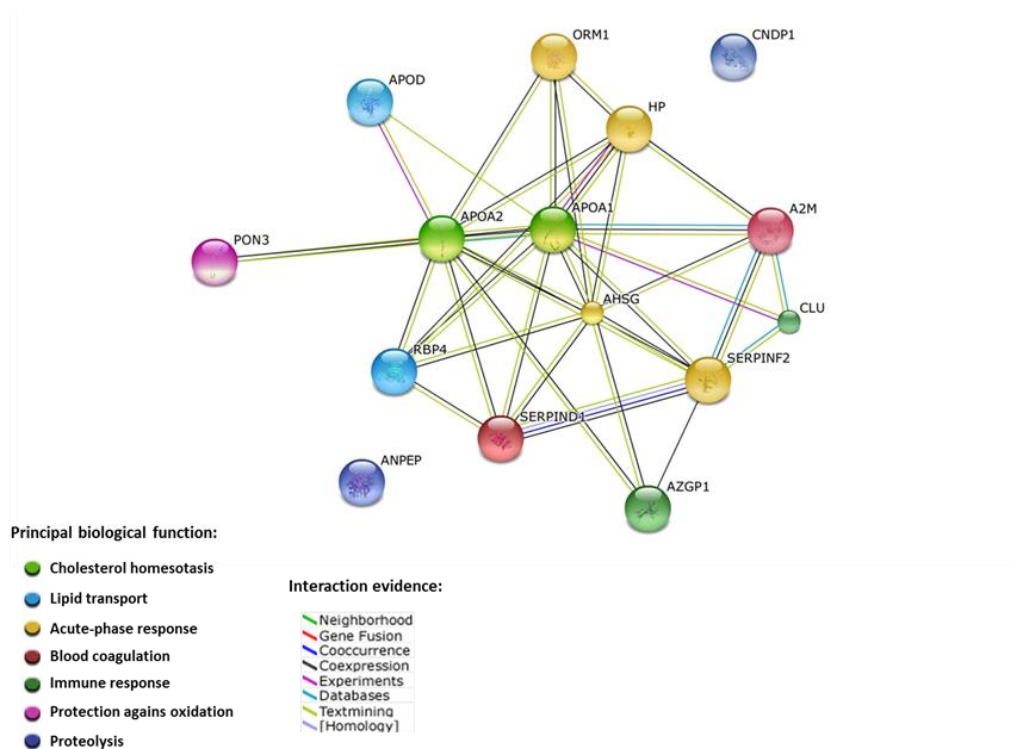 ORM1
CNDP1
APOD
HP
A2M
APOA2
APOA1
PON3
AHSG
CLU
RBP4
SERPINF2
SERPIND1
ANPEP
AZGP1
Principal biological function:
Cholesterol homesotasis
Lipid transport
Acute-phase response
Blood coagulation
Immune response
Protection agains oxidation
Proteolysis
Interaction evidence:
Neighborhood
Gene Fusion
Cooccurrence
Coexpression
Experiments
Databases
Textmining
[Homology]